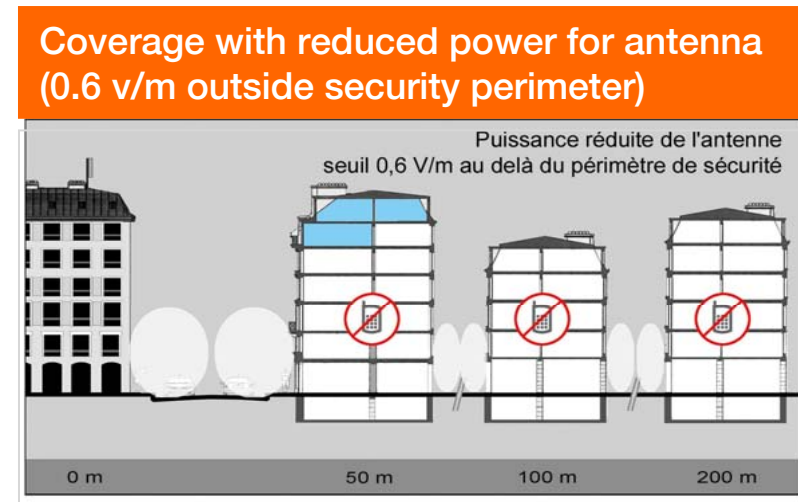 Coverage with reduced power for antenna
(0.6 v/m outside security perimeter)
Puissance réduite de l'antenne
seuil 0,6 V/m au delà du périmètre de sécurité
0 m
50 m
100 m
200 m